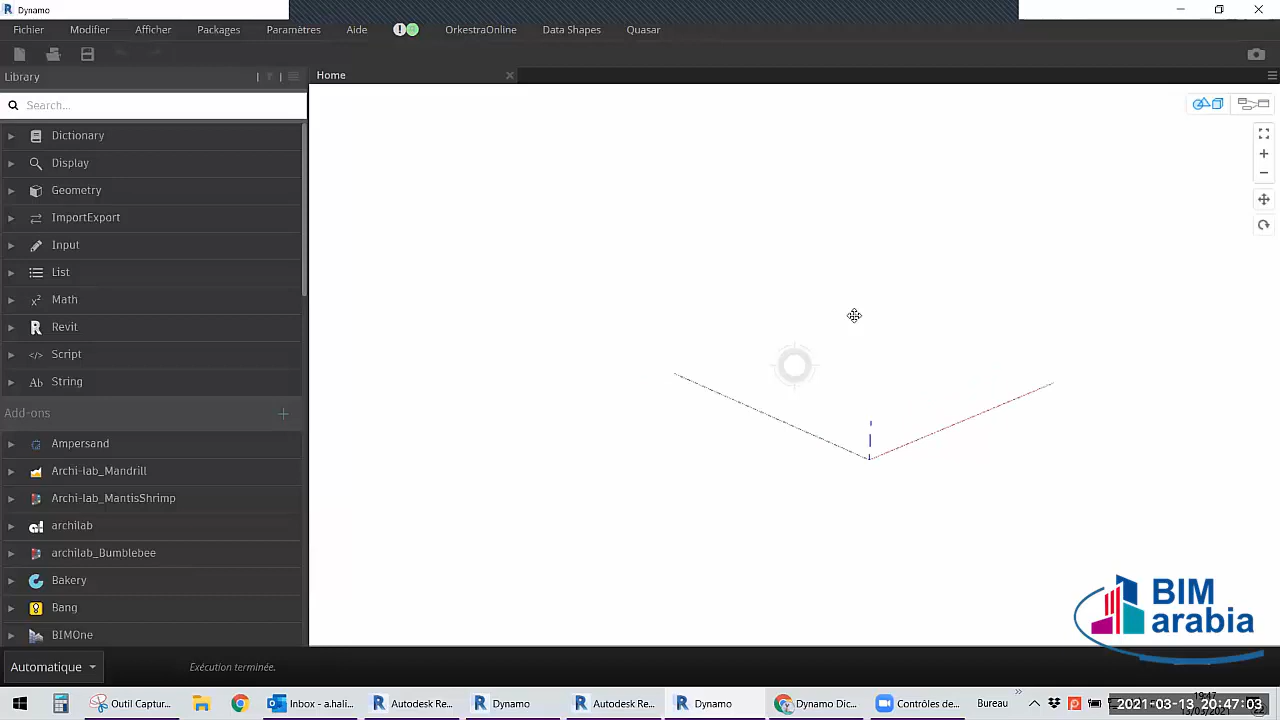 Dynamo
Fichier Modifier Afficher Packages Paramètres Aide OrkestraOnline Data Shapes Quasar
Library
Home
Search...
Dictionary
Display
Geometry
ImportExport
Input
List
Math
Revit
Script
String
Add-ons
Ampersand
Archi-lab_Mandrill
Archi-lab_MantisShrimp
archilab
archilab_Bumblebee
Bakery
Bang
BIMOne
BIM
arabia
Automatique
Exécution terminée.
Outil Captur...
Inbox - a.hali...
Autodesk Re...
Dynamo
Autodesk Re...
Dynamo
Dynamo Dic...
Contrôles de...
Bureau
19:47
2021-03-13 20:47:03